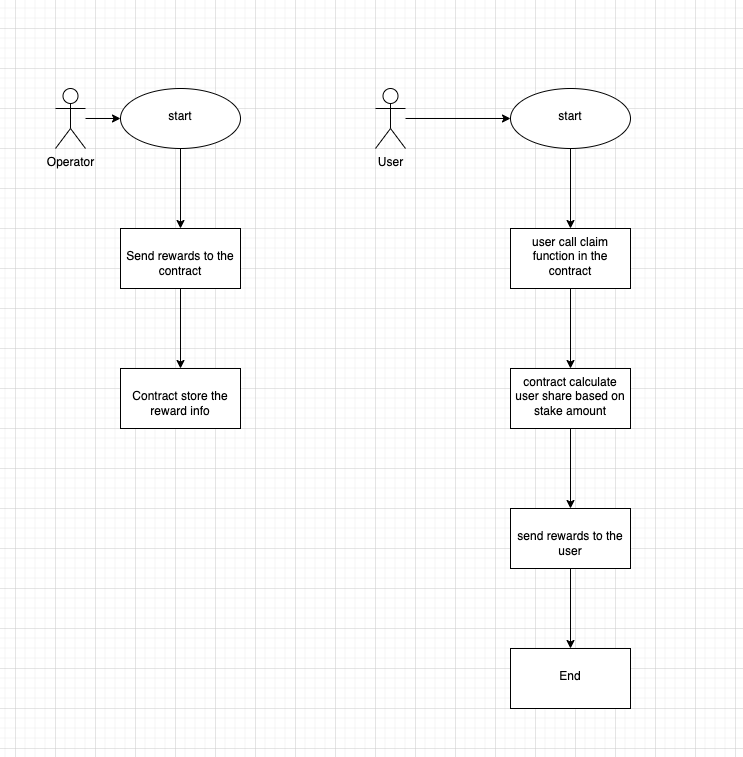 start
Operator
Send rewards to the
contract
Contract store the
reward info
start
User
user call claim
function in the
contract
contract calculate
user share based on
stake amount
send rewards to the
user
End